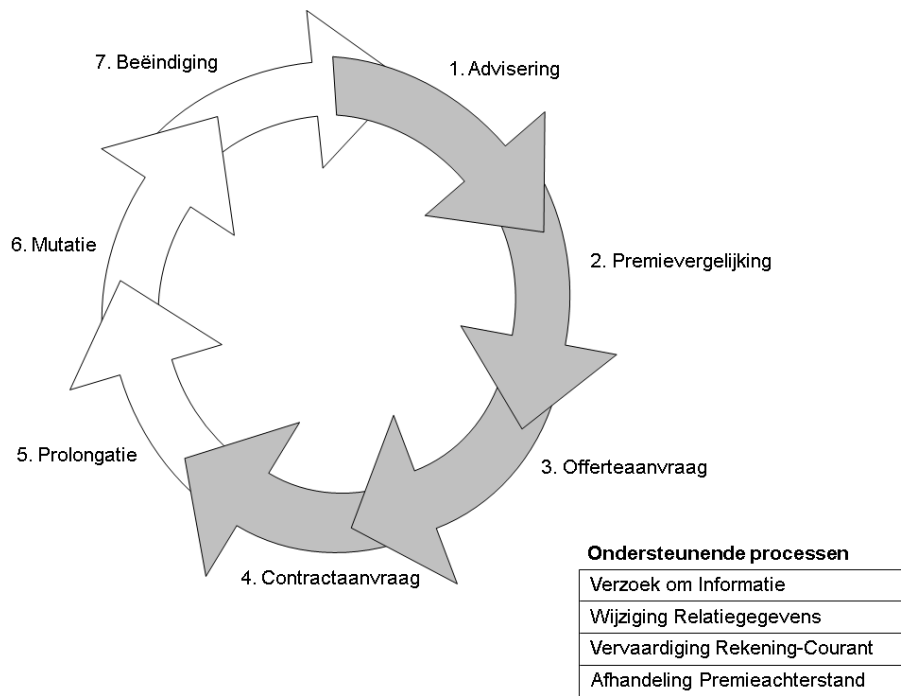 7. Beëindiging
1. Advisering
6. Mutatie
2. Premievergelijking
5. Prolongatie
3. Offerteaanvraag
4. Contractaanvraag
Ondersteunende processen
Verzoek om Informatie
Wijziging Relatiegegevens
Vervaardiging Rekening-Courant
Afhandeling Premieachterstand